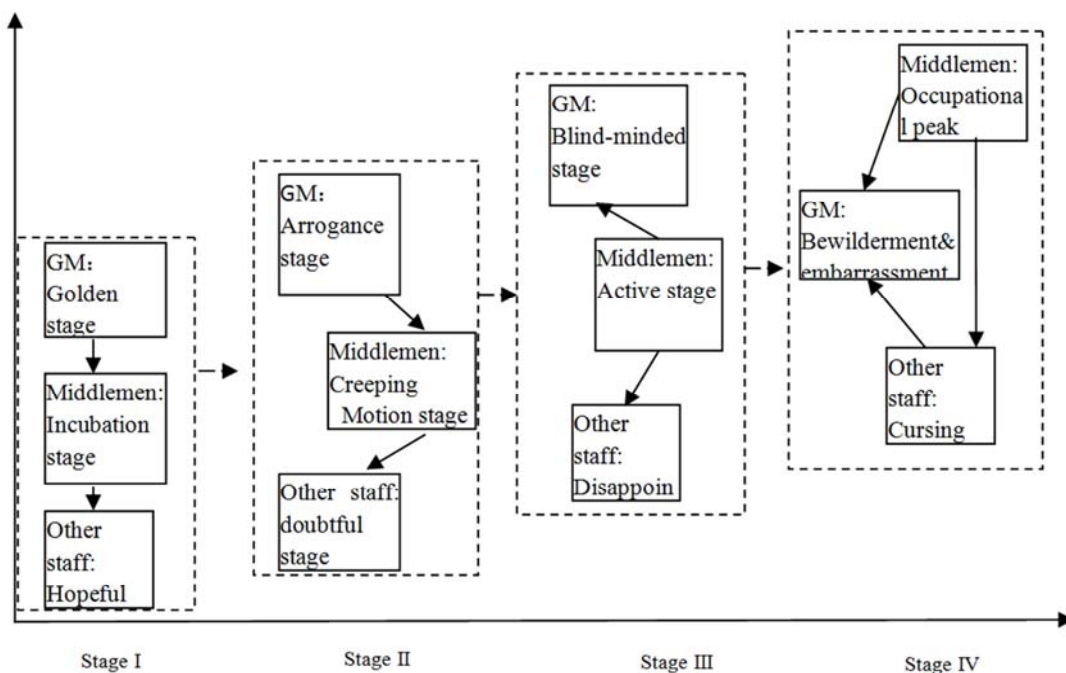 GM:
Golden
stage
Middlemen:
Incubation
stage
Other
staff:
Hopeful
GM:
Arrogance
stage
Middlemen:
Creeping
Motion stage
Other staff:
doubtful
stage
GM:
Blind-minded
stage
Middlemen:
Active stage
Other
staff:
Disappoin
Middlemen:
Occupationa
l peak
GM:
Bewilderment&
embarrassment
Other
staff:
Cursing
Stage I
Stage II
Stage III
Stage IV